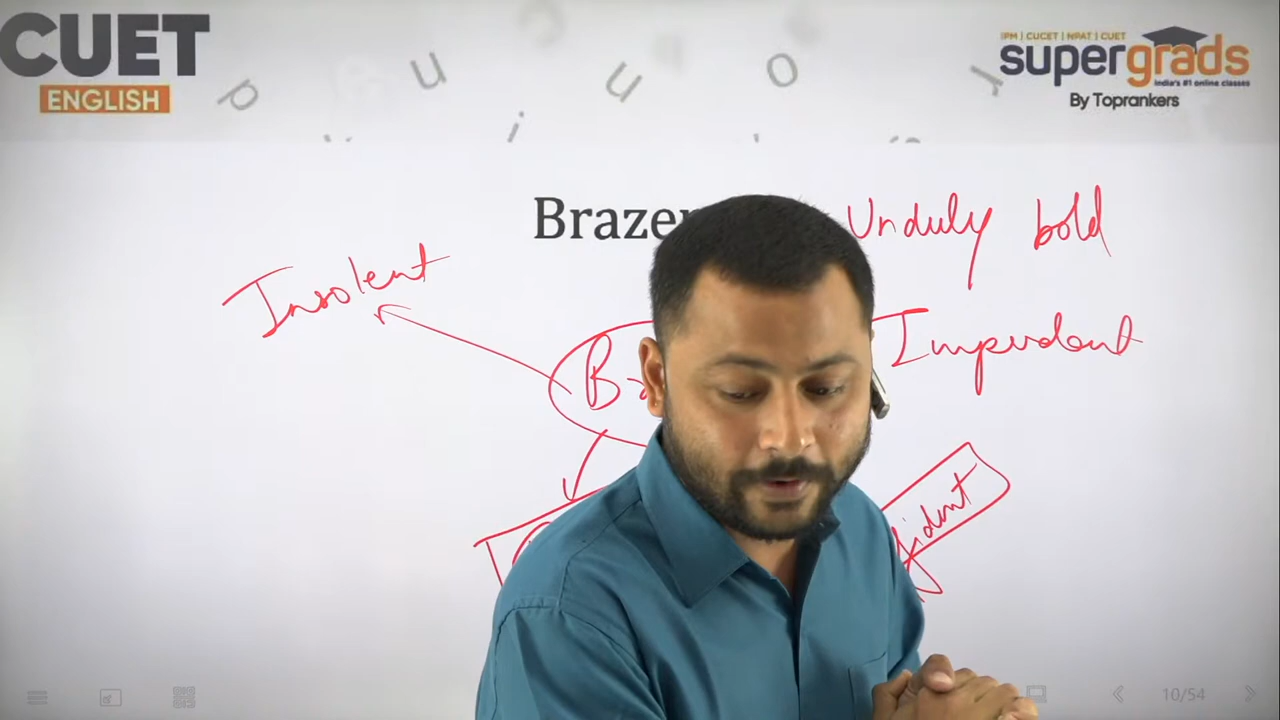 CUET
ENGLISH
IPM | CUCET | NPAT | CUET
supergrads
India's #1 online classes
By Toprankers
Unduly bold
Insolent
Impudent
10/54